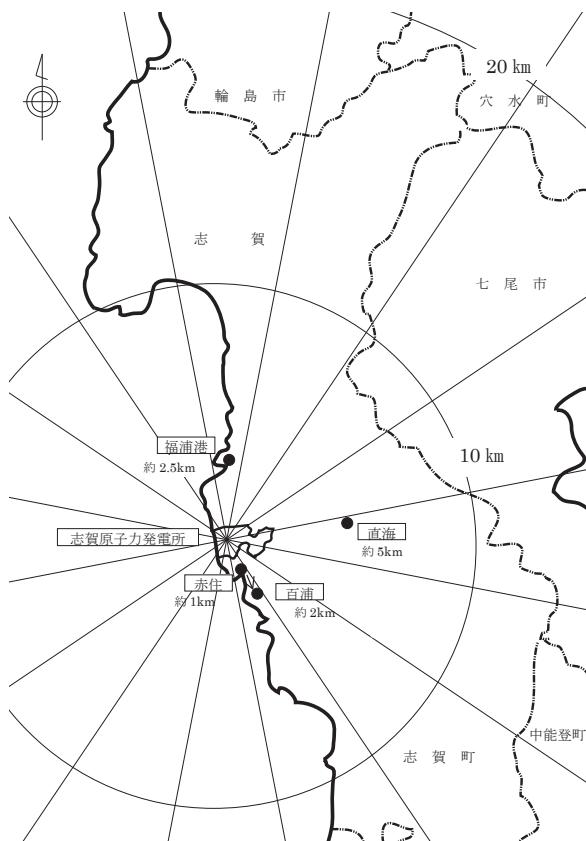 20 ㎞
輪島市
穴水町
志賀
七尾市
福浦港
約 2.5km
10 ㎞
志賀原子力発電所
直海
約 5km
赤住
約 1km
百浦
約 2km
中能登町
志賀町